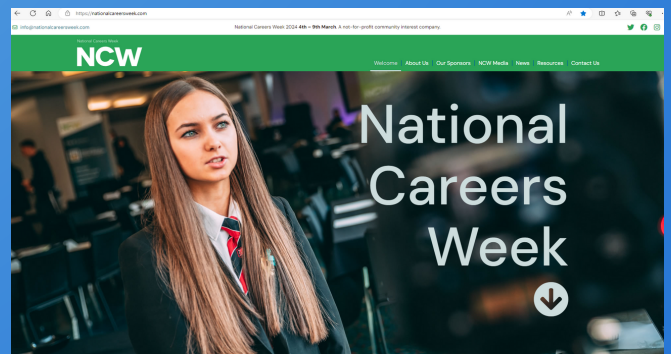 https://nationalcareersweek.com
info@nationalcareersweek.com
National Careers Week 2024 4th – 9th March. A not-for-profit community interest company.
National Careers Week
NCW
Welcome
About Us
Our Sponsors
NCW Media
News
Resources
Contact Us
National
Careers
Week